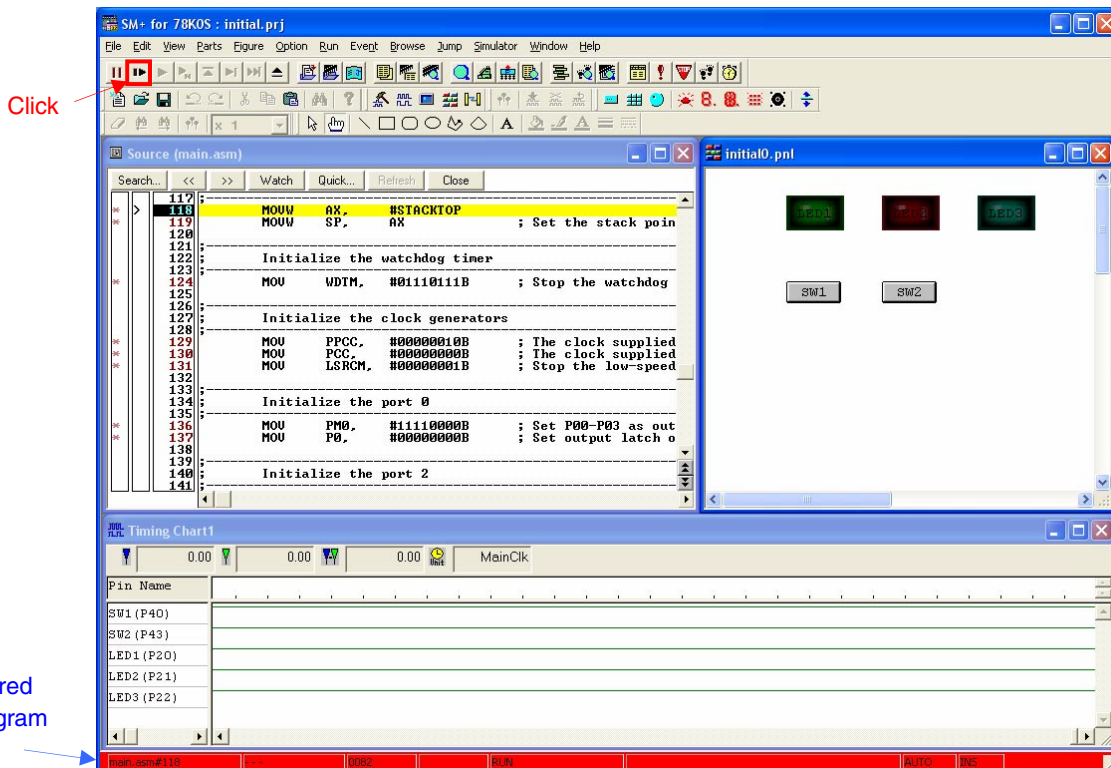 SM+ for 78K0S : initial.prj
File Edit View Parts Figure Option Run Event Browse Jump Simulator Window Help
Click
x 1
A
Source (main.asm)
Search... << >> Watch Quick... Refresh Close
117 ;
118 MOVW AX, #STACKTOP
119 MOVW SP, AX ; Set the stack poin
120
121 ;
122 ; Initialize the watchdog timer
123 ;
124 MOV WDTM, #01110111B ; Stop the watchdog
125
126 ;
127 ; Initialize the clock generators
128 ;
129 MOV PPCC, #00000010B ; The clock supplied
130 MOV PCC, #00000000B ; The clock supplied
131 MOV LSRCM, #00000001B ; Stop the low-speed
132
133 ;
134 ; Initialize the port 0
135 ;
136 MOV PM0, #11110000B ; Set P00-P03 as out
137 MOV P0, #00000000B ; Set output latch o
138
139 ;
140 ; Initialize the port 2
141 ;
initial0.pnl
LED1 LED2 LED3
SW1 SW2
Timing Chart1
0.00 0.00 0.00 Unit MainClk
Pin Name
SW1(P40)
SW2(P43)
LED1(P20)
LED2(P21)
LED3(P22)
red
gram
main.asm#118 --- 0082 RUN AUTO INS